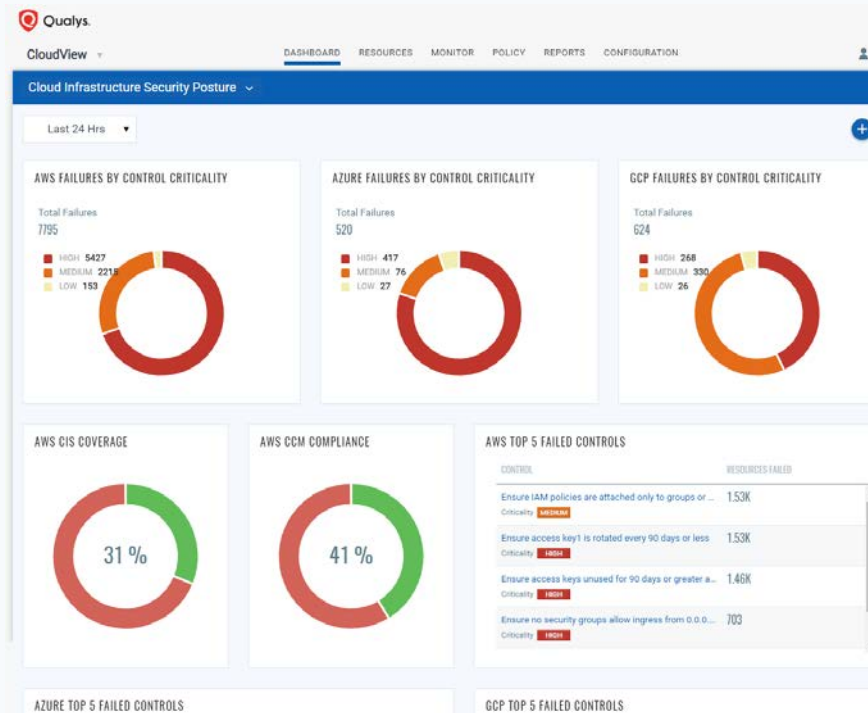 Qualys.
CloudView
DASHBOARD RESOURCES MONITOR POLICY REPORTS CONFIGURATION
Cloud Infrastructure Security Posture
Last 24 Hrs
AWS FAILURES BY CONTROL CRITICALITY
Total Failures
7795
HIGH 5427
MEDIUM 2215
LOW 153
AZURE FAILURES BY CONTROL CRITICALITY
Total Failures
520
HIGH 417
MEDIUM 76
LOW 27
GCP FAILURES BY CONTROL CRITICALITY
Total Failures
624
HIGH 268
MEDIUM 330
LOW 26
AWS CIS COVERAGE
31 %
AWS CCM COMPLIANCE
41 %
AWS TOP 5 FAILED CONTROLS
CONTROL RESOURCES FAILED
Ensure IAM policies are attached only to groups or ... 1.53K
Criticality MEDIUM
Ensure access key1 is rotated every 90 days or less 1.53K
Criticality HIGH
Ensure access keys unused for 90 days or greater a... 1.46K
Criticality HIGH
Ensure no security groups allow ingress from 0.0.0.... 703
Criticality HIGH
AZURE TOP 5 FAILED CONTROLS
GCP TOP 5 FAILED CONTROLS